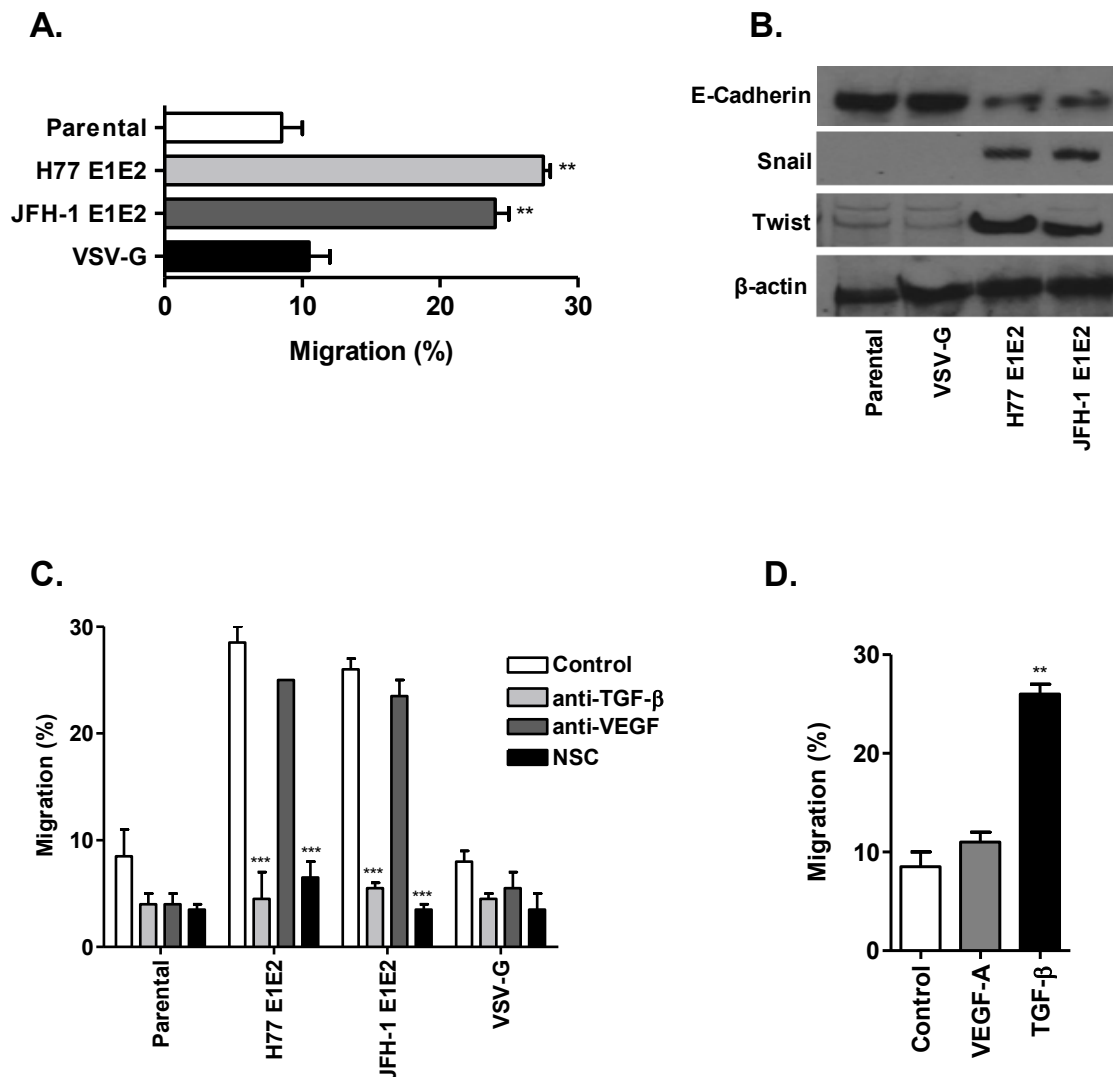 A.
Parental
H77 E1E2
**
JFH-1 E1E2
**
VSV-G
0 10 20 30
Migration (%)
B.
E-Cadherin
Snail
Twist
β-actin
Parental
VSV-G
H77 E1E2
JFH-1 E1E2
C.
Migration (%)
30
20
10
0
*** *** *** ***
Control
anti-TGF-β
anti-VEGF
NSC
Parental
H77 E1E2
JFH-1 E1E2
VSV-G
D.
Migration (%)
30
20
10
0
**
Control
VEGF-A
TGF-β